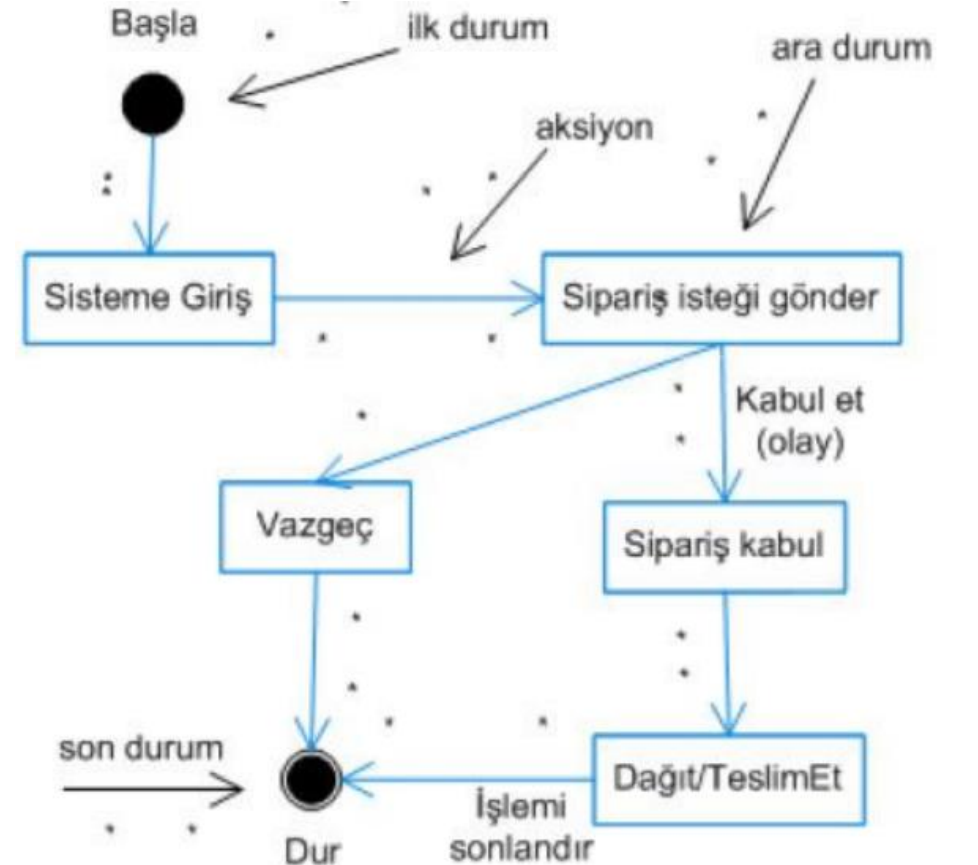 Başla
ilk durum
ara durum
aksiyon
Sisteme Giriş
Sipariş isteği gönder
Kabul et
(olay)
Vazgeç
Sipariş kabul
son durum
Dağıt/TeslimEt
İşlemi
sonlandır
Dur